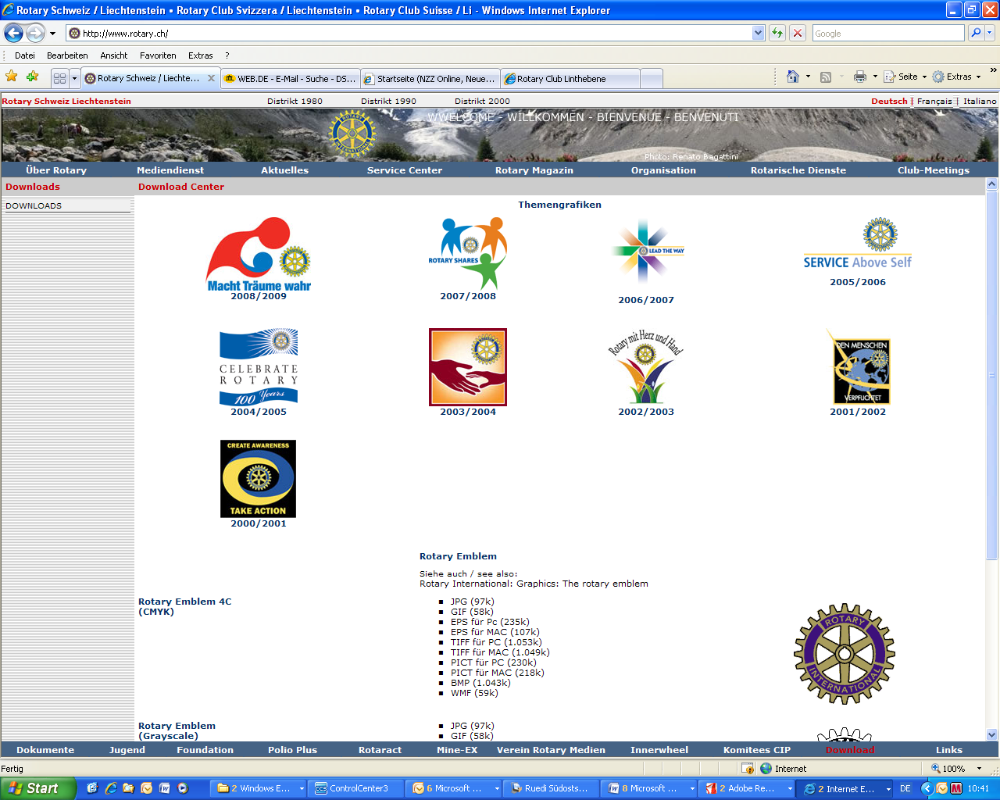 Rotary Schweiz / Liechtenstein • Rotary Club Svizzera / Liechtenstein • Rotary Club Suisse / Li - Windows Internet Explorer
http://www.rotary.ch/
Google
Datei Bearbeiten Ansicht Favoriten Extras ?
Rotary Schweiz / Liechte... WEB.DE - E-Mail - Suche - DS... Startseite (NZZ Online, Neue... Rotary Club Linthebene
Seite Extras
Rotary Schweiz Liechtenstein Distrikt 1980 Distrikt 1990 Distrikt 2000 Deutsch | Français | Italiano
WWELCOME - WILLKOMMEN - BIENVENUE - BENVENUTI
Photo: Renato Bagattini
Über Rotary Mediendienst Aktuelles Service Center Rotary Magazin Organisation Rotarische Dienste Club-Meetings
Downloads Download Center
DOWNLOADS
Themengrafiken
Macht Träume wahr
2008/2009
ROTARY SHARES
2007/2008
LEAD THE WAY
2006/2007
SERVICE Above Self
2005/2006
CELEBRATE
ROTARY
100 Years
2004/2005
2003/2004
Rotary mit Herz und Hand
2002/2003
DEN MENSCHEN
VERPFLICHTET
2001/2002
CREATE AWARENESS
TAKE ACTION
2000/2001
Rotary Emblem
Siehe auch / see also:
Rotary International: Graphics: The rotary emblem
Rotary Emblem 4C
(CMYK)
JPG (97k)
GIF (58k)
EPS für Pc (235k)
EPS für MAC (107k)
TIFF für PC (1.053k)
TIFF für MAC (1.049k)
PICT für PC (230k)
PICT für MAC (218k)
BMP (1.043k)
WMF (59k)
ROTARY
INTERNATIONAL
Rotary Emblem
(Grayscale)
JPG (97k)
GIF (58k)
Dokumente Jugend Foundation Polio Plus Rotaract Mine-EX Verein Rotary Medien Innerwheel Komitees CIP Download Links
Fertig Internet 100%
Start 2 Windows E... ControlCenter3 6 Microsoft ... Ruedi Südosts... 8 Microsoft ... 2 Adobe Re... 2 Internet E... DE 10:41